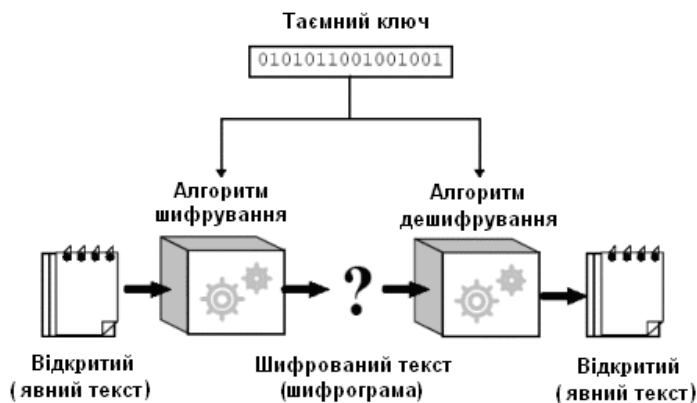 Таємний ключ
0101011001001001
Алгоритм
шифрування
Алгоритм
дешифрування
?
Відкритий
(явний текст)
Шифрований текст
(шифрограма)
Відкритий
(явний текст)